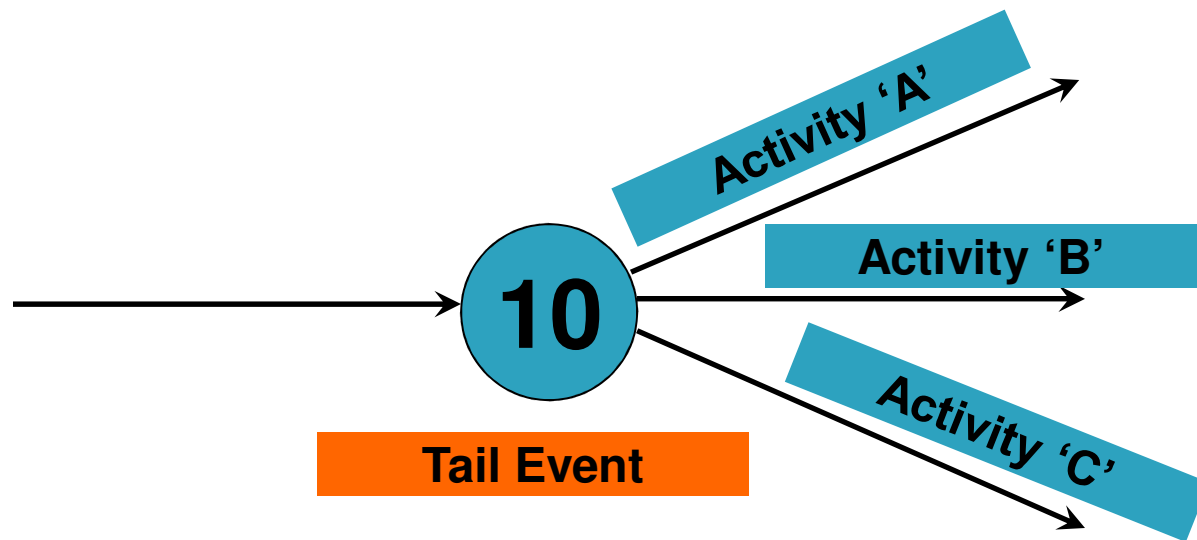 Activity ‘A’
Activity ‘B’
10
Activity ‘C’
Tail Event